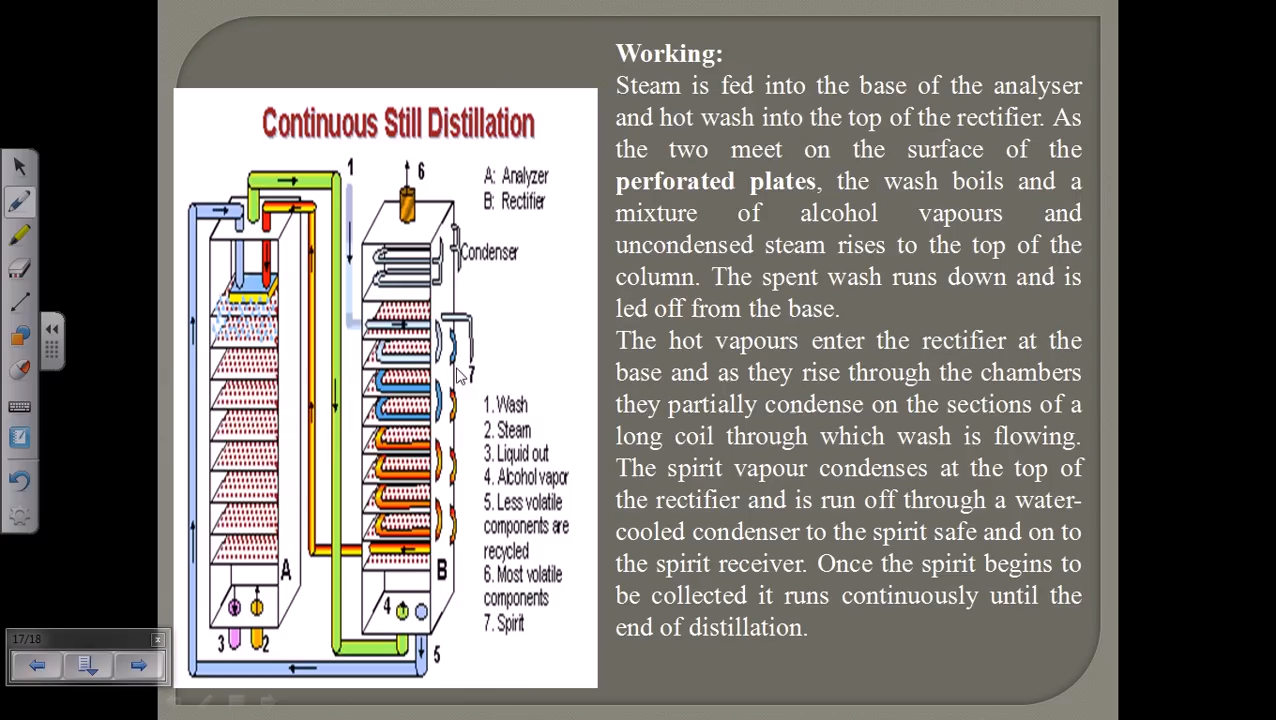 Continuous Still Distillation
1
6
A: Analyzer
B: Rectifier
Condenser
7
1. Wash
2. Steam
3. Liquid out
4. Alcohol vapor
5. Less volatile
components are
recycled
6. Most volatile
components
7. Spirit
A
B
4
3
2
5
Working:
Steam is fed into the base of the analyser
and hot wash into the top of the rectifier. As
the two meet on the surface of the
perforated plates, the wash boils and a
mixture of alcohol vapours and
uncondensed steam rises to the top of the
column. The spent wash runs down and is
led off from the base.
The hot vapours enter the rectifier at the
base and as they rise through the chambers
they partially condense on the sections of a
long coil through which wash is flowing.
The spirit vapour condenses at the top of
the rectifier and is run off through a water-
cooled condenser to the spirit safe and on to
the spirit receiver. Once the spirit begins to
be collected it runs continuously until the
end of distillation.
17/18